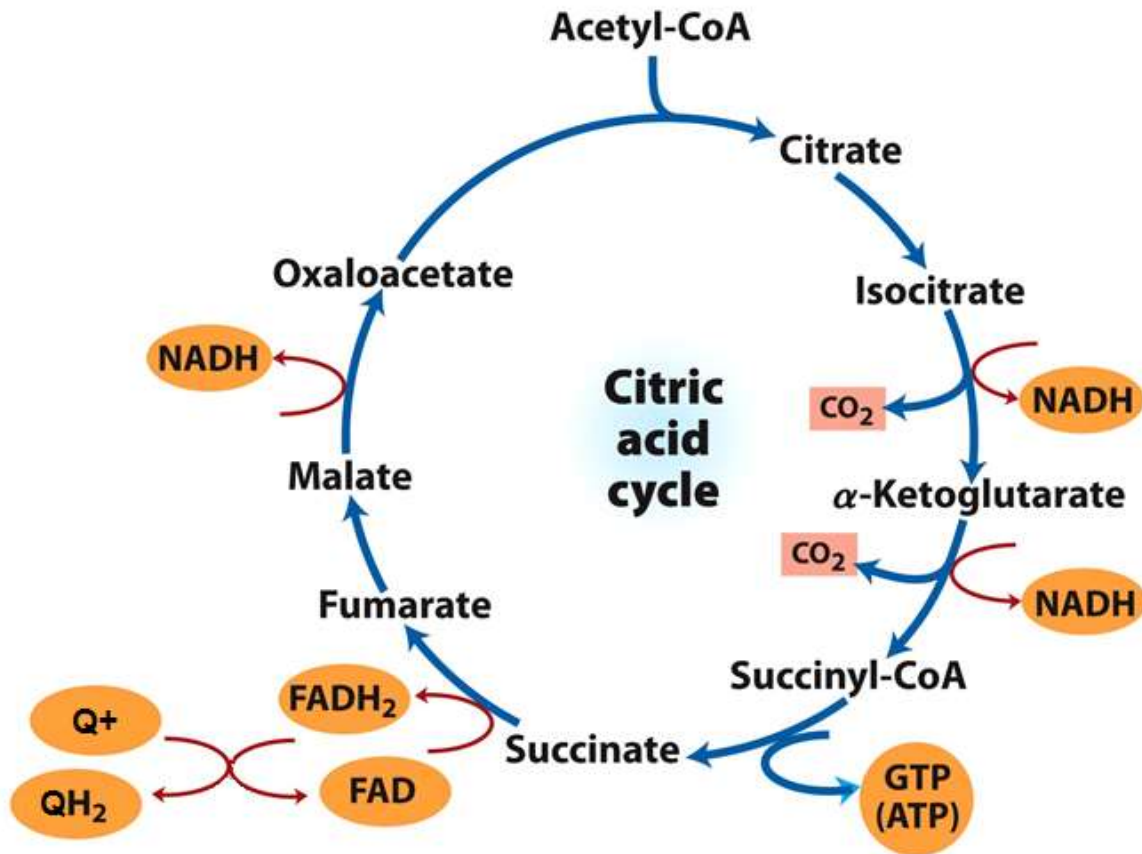 Acetyl-CoA
Citrate
Isocitrate
NADH
CO₂
α-Ketoglutarate
CO₂
NADH
Succinyl-CoA
GTP
(ATP)
Succinate
FADH₂
FAD
Q+
QH₂
Fumarate
Malate
NADH
Oxaloacetate
Citric
acid
cycle